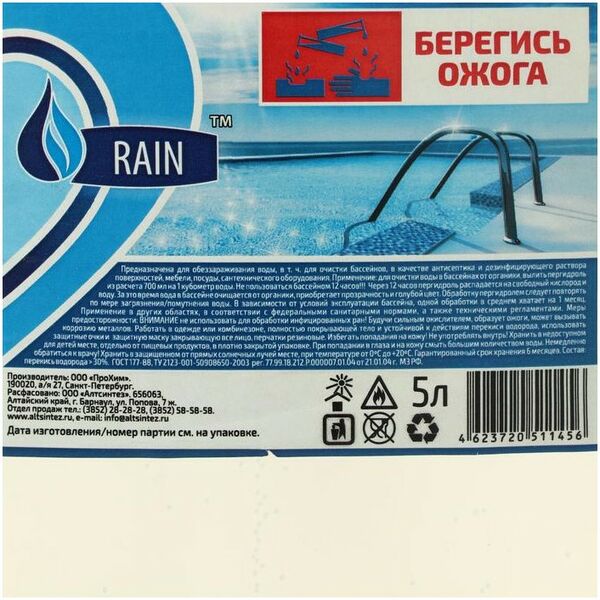 БЕРЕГИСЬ
ОЖОГА
RAIN
TM
Предназначена для обеззараживания воды, в т. ч. для очистки бассейнов, в качестве антисептика и дезинфицирующего раствора
поверхностей, мебели, посуды, сантехнического оборудования. Применение: для очистки воды в бассейнах от органики, вылить пергидроль
из расчета 700 мл на 1 кубометр воды. Не пользоваться бассейном 12 часов!!! Через 12 часов пергидроль распадается на свободный кислород и
воду. За это время вода в бассейне очищается от органики, приобретает прозрачность и голубой цвет. Обработку пергидролем следует повторять
по мере загрязнения/помутнения воды. В зависимости от условий эксплуатации бассейна, одной обработки в среднем хватает на 1 месяц.
Применение в других областях, в соответствии с федеральными санитарными нормами, а также техническими регламентами. Меры
предосторожности: ВНИМАНИЕ не использовать для обработки инфицированных ран! Будучи сильным окислителем, образует ожоги, может вызывать
коррозию металлов. Работать в одежде или комбинезоне, полностью покрывающей тело и устойчивой к действию перекиси водорода, использовать
защитные очки и защитную маску закрывающую все лицо, перчатки резиновые. Избегать попадания на кожу! Не употреблять внутрь! Хранить в недоступном
для детей месте, отдельно от пищевых продуктов, в плотно закрытой упаковке. При попадании в глаза и на кожу смыть большим количеством воды. Незамедлительно
обратиться к врачу! Хранить в защищенном от прямых солнечных лучей месте, при температуре от 0°С до +20°С. Гарантированный срок хранения 6 месяцев. Состав:
перекись водорода > 30%. ГОСТ 177-88, ТУ 2123-001-50908650-2003 рег. 77.99.18.212.Р.000007.01.04 от 21.01.04 г. МЗ РФ.
Производитель: ООО «ПроХим».
190020, а/я 27, Санкт-Петербург.
Расфасовано: ООО «Алтсинтез», 656063,
Алтайский край, г. Барнаул, ул. Попова, 7 ж.
Отдел продаж тел.: (3852) 28-28-28, (3852) 58-58-58.
www.altsintez.ru, e-mail: info@altsintez.ru
Дата изготовления/номер партии см. на упаковке.
5л
4 623720 511456